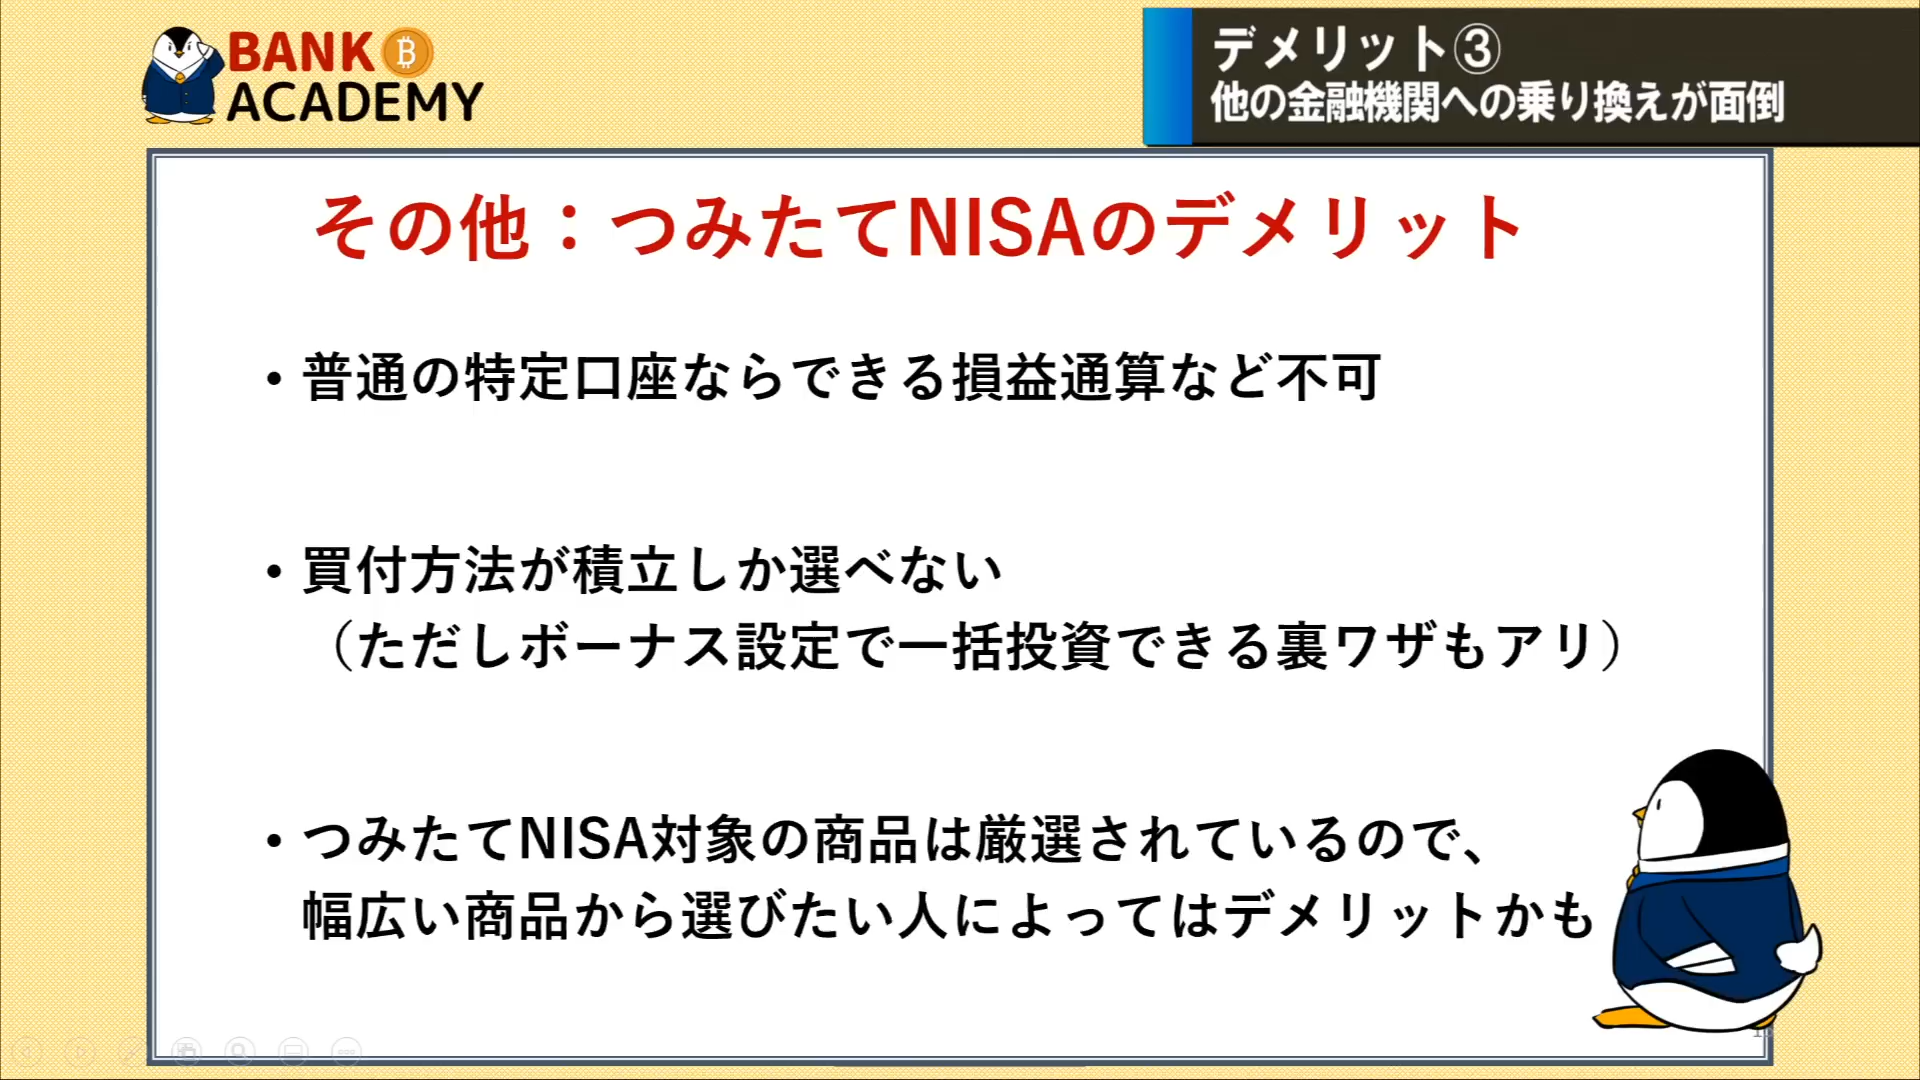 BANK
ACADEMY
デメリット③
他の金融機関への乗り換えが面倒
その他：つみたてNISAのデメリット
・普通の特定口座ならできる損益通算など不可
・買付方法が積立しか選べない
（ただしボーナス設定で一括投資できる裏ワザもアリ）
・つみたてNISA対象の商品は厳選されているので、
幅広い商品から選びたい人によってはデメリットかも